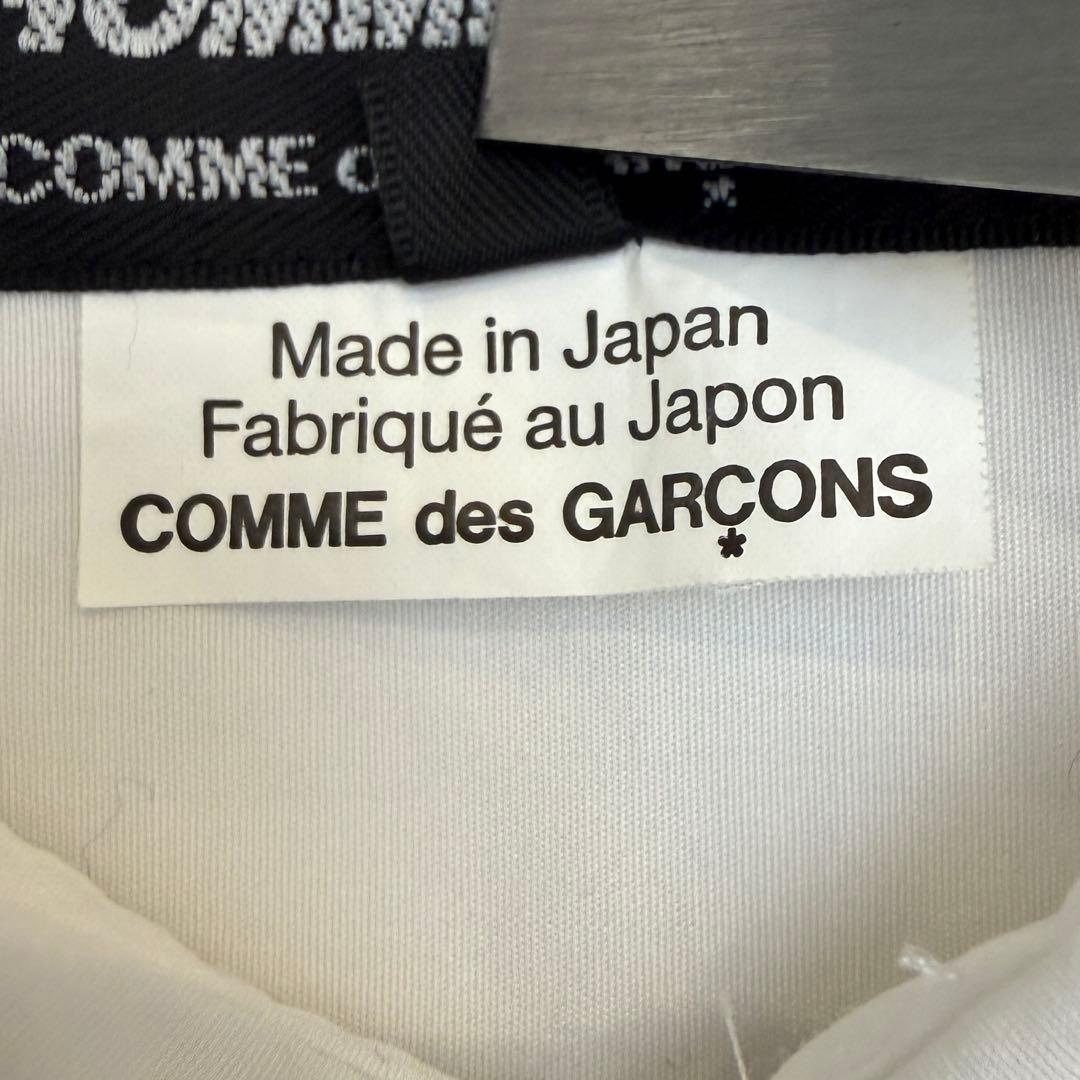 COMME
Made in Japan
Fabriqué au Japon
COMME des GARÇONS
*